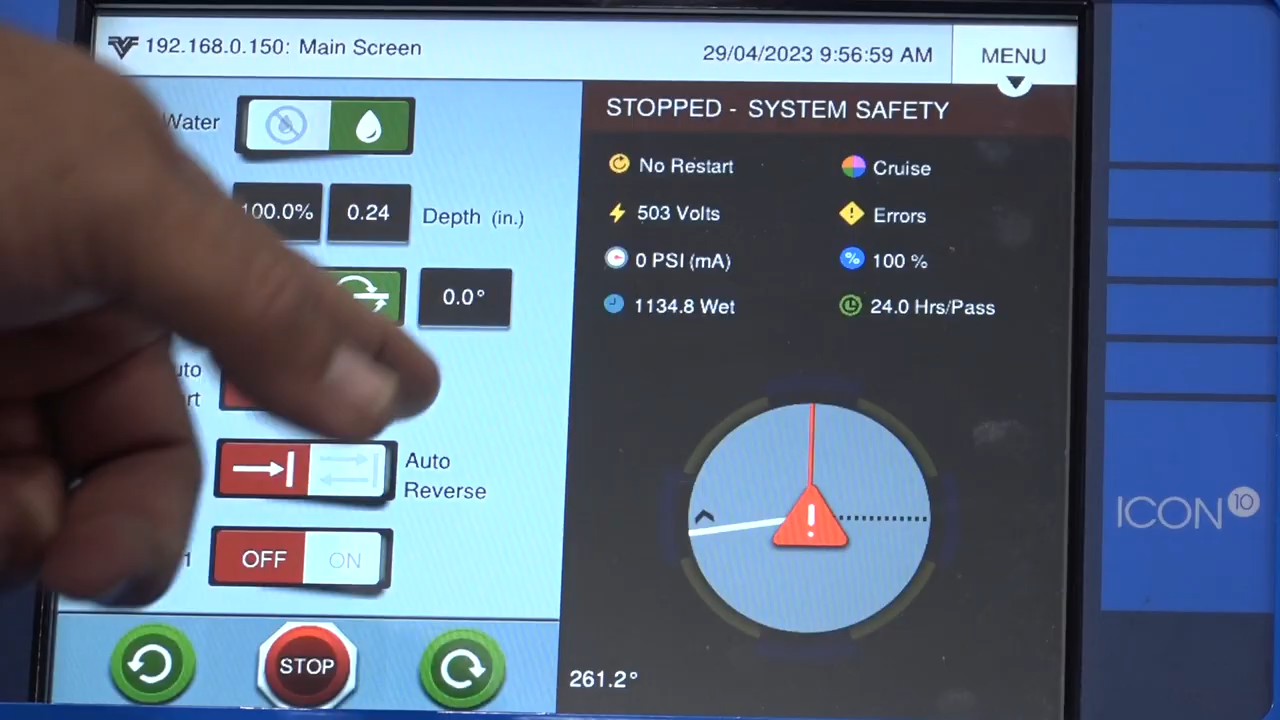 192.168.0.150: Main Screen
29/04/2023 9:56:59 AM
MENU
Water
100.0%
0.24
Depth (in.)
0.0°
Auto
Reverse
OFF
ON
STOP
STOPPED - SYSTEM SAFETY
No Restart
Cruise
503 Volts
Errors
0 PSI (mA)
%
100 %
1134.8 Wet
24.0 Hrs/Pass
!
261.2°
ICON 10